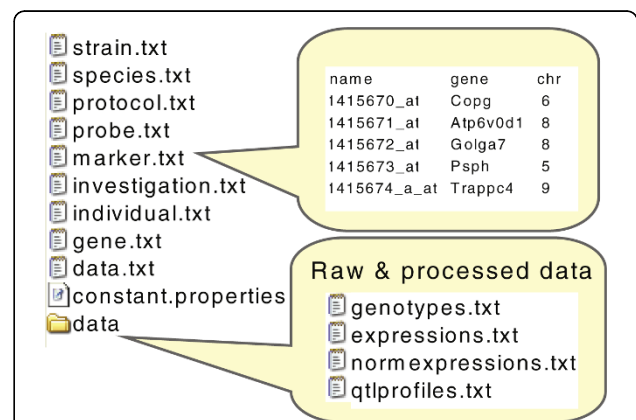 strain.txt
species.txt
protocol.txt
probe.txt
marker.txt
investigation.txt
individual.txt
gene.txt
data.txt
constant.properties
data
name gene chr
1415670_at Copg 6
1415671_at Atp6v0d1 8
1415672_at Golga7 8
1415673_at Psph 5
1415674_a_at Trappc4 9
Raw & processed data
genotypes.txt
expressions.txt
normexpressions.txt
qtlprofiles.txt